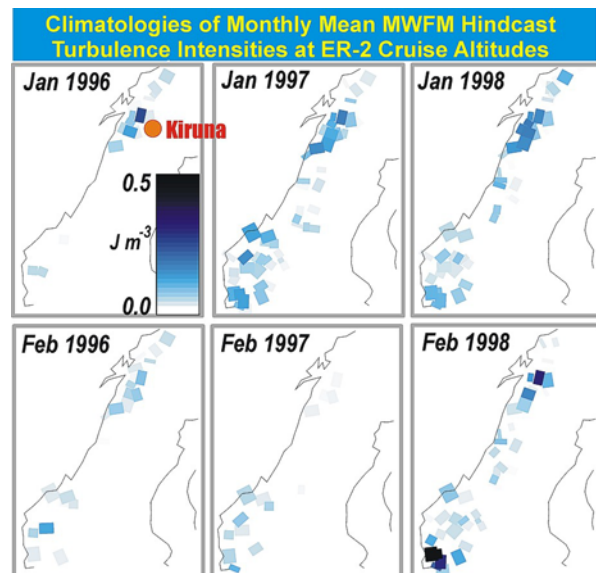 Climatologies of Monthly Mean MWFM Hindcast
Turbulence Intensities at ER-2 Cruise Altitudes
Jan 1996
Jan 1997
Jan 1998
Kiruna
0.5
J m-3
0.0
Feb 1996
Feb 1997
Feb 1998